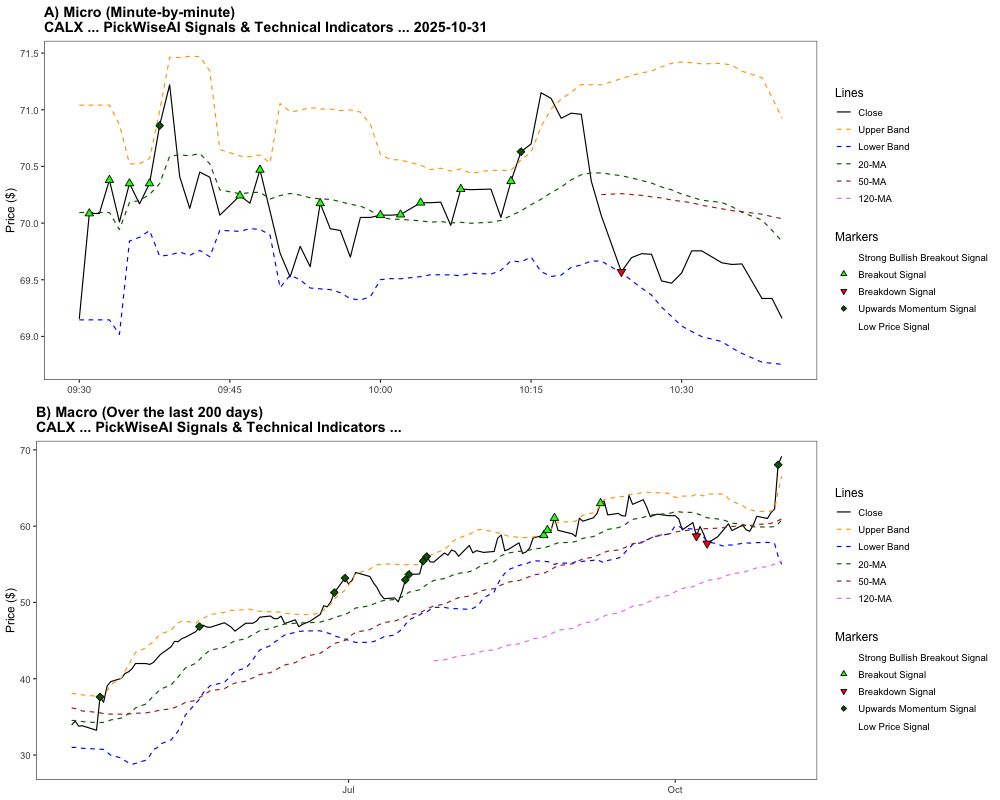 A) Micro (Minute-by-minute)
CALX ... PickWiseAI Signals & Technical Indicators ... 2025-10-31
Price ($)
71.5
71.0
70.5
70.0
69.5
69.0
09:30
09:45
10:00
10:15
10:30
Lines
Close
Upper Band
Lower Band
20-MA
50-MA
120-MA
Markers
Strong Bullish Breakout Signal
Breakout Signal
Breakdown Signal
Upwards Momentum Signal
Low Price Signal
B) Macro (Over the last 200 days)
CALX ... PickWiseAI Signals & Technical Indicators ...
Price ($)
70
60
50
40
30
Jul
Oct
Lines
Close
Upper Band
Lower Band
20-MA
50-MA
120-MA
Markers
Strong Bullish Breakout Signal
Breakout Signal
Breakdown Signal
Upwards Momentum Signal
Low Price Signal